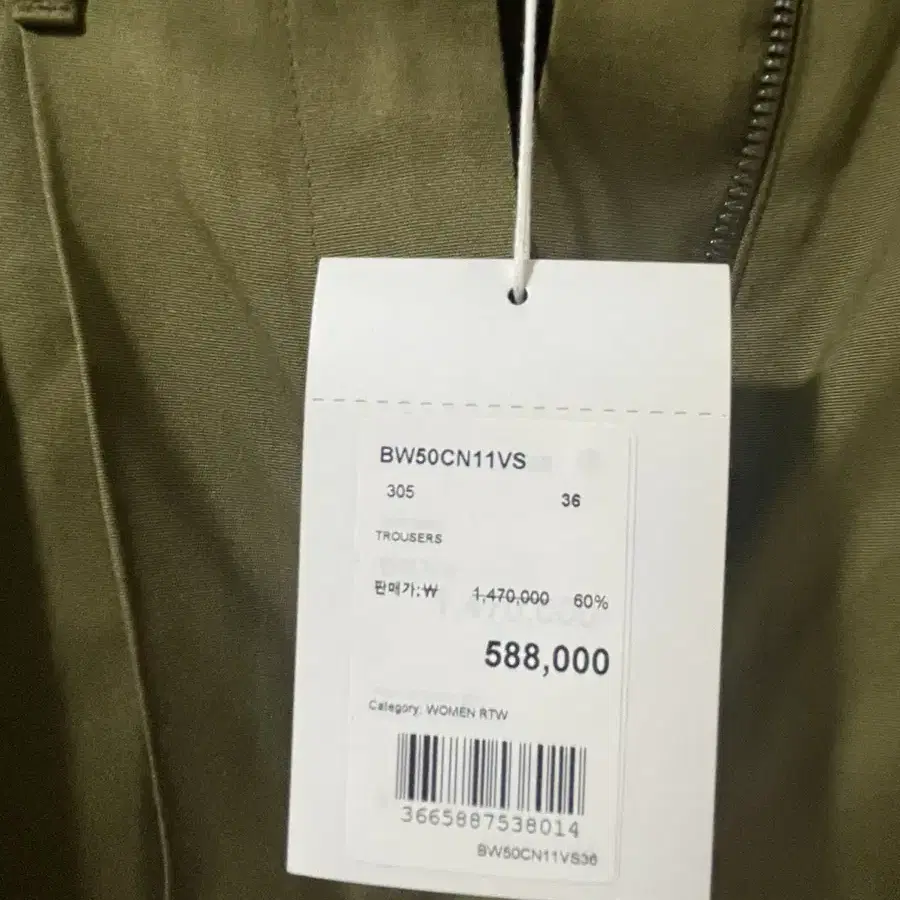 BW50CN11VS
305 36
TROUSERS
판매가:₩ 1,470,000 60%
588,000
Category: WOMEN RTW
3665887538014
BW50CN11VS36